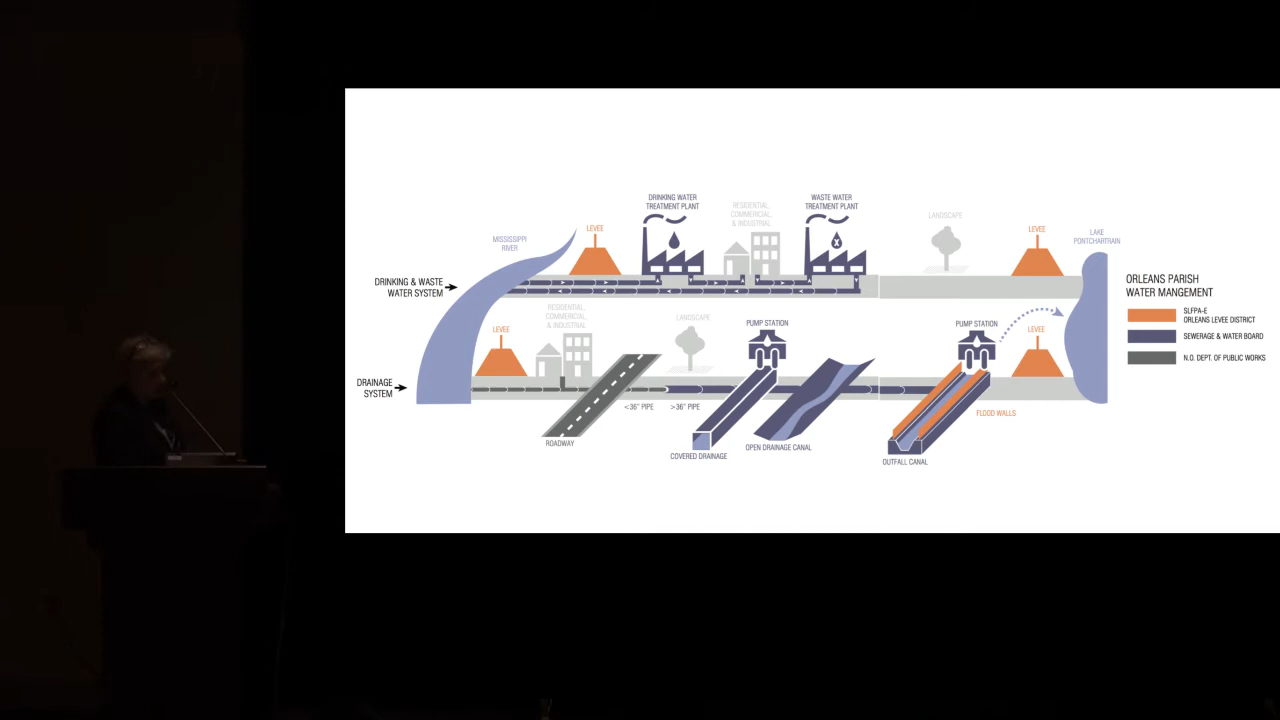 DRINKING WATER
TREATMENT PLANT
RESIDENTIAL,
COMMERCICAL,
& INDUSTRIAL
WASTE WATER
TREATMENT PLANT
LANDSCAPE
LEVEE
LEVEE
MISSISSIPPI
RIVER
LAKE
PONTCHARTRAIN
DRINKING & WASTE
WATER SYSTEM
ORLEANS PARISH
WATER MANGEMENT
SLFPA-E
ORLEANS LEVEE DISTRICT
SEWERAGE & WATER BOARD
N.O. DEPT. OF PUBLIC WORKS
RESIDENTIAL,
COMMERCICAL,
& INDUSTRIAL
LANDSCAPE
LEVEE
PUMP STATION
PUMP STATION
LEVEE
DRAINAGE
SYSTEM
<36" PIPE
>36" PIPE
FLOOD WALLS
ROADWAY
COVERED DRAINAGE
OPEN DRAINAGE CANAL
OUTFALL CANAL